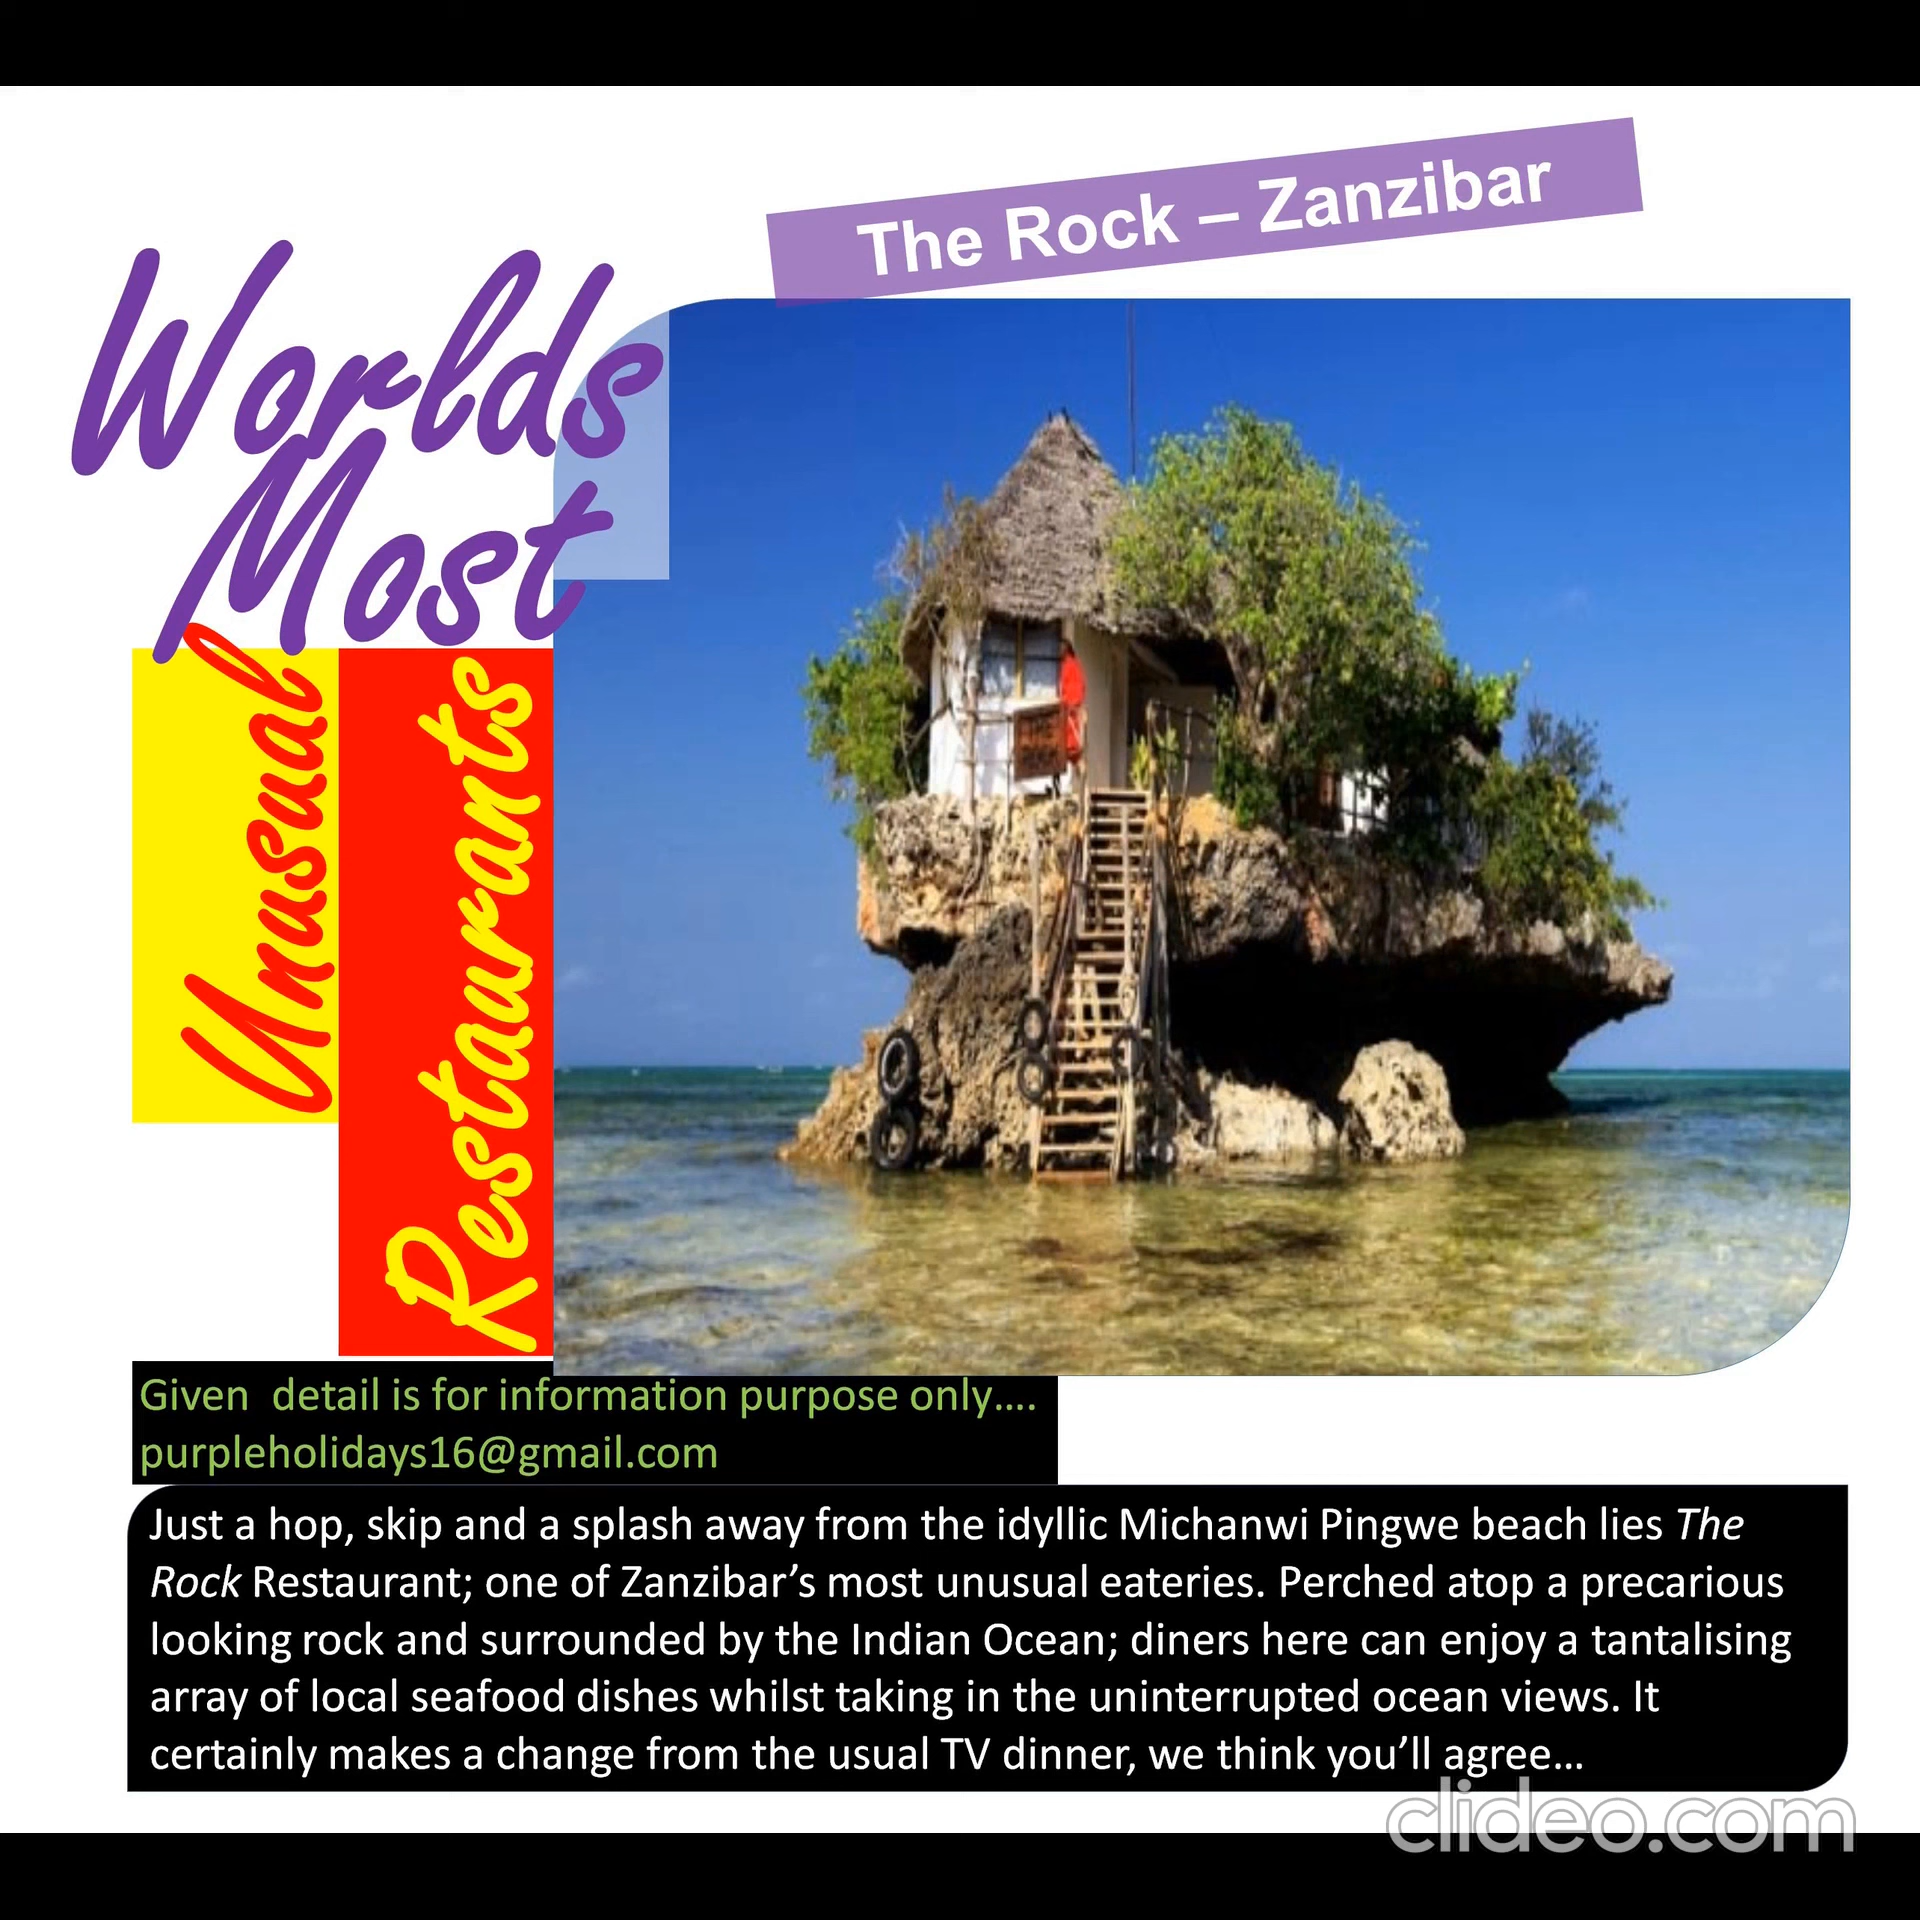 The Rock – Zanzibar
Worlds
Most
Unusual
Restaurants
Given  detail is for information purpose only....
purpleholidays16@gmail.com
Just a hop, skip and a splash away from the idyllic Michanwi Pingwe beach lies The
Rock Restaurant; one of Zanzibar’s most unusual eateries. Perched atop a precarious
looking rock and surrounded by the Indian Ocean; diners here can enjoy a tantalising
array of local seafood dishes whilst taking in the uninterrupted ocean views. It
certainly makes a change from the usual TV dinner, we think you’ll agree...
clideo.com